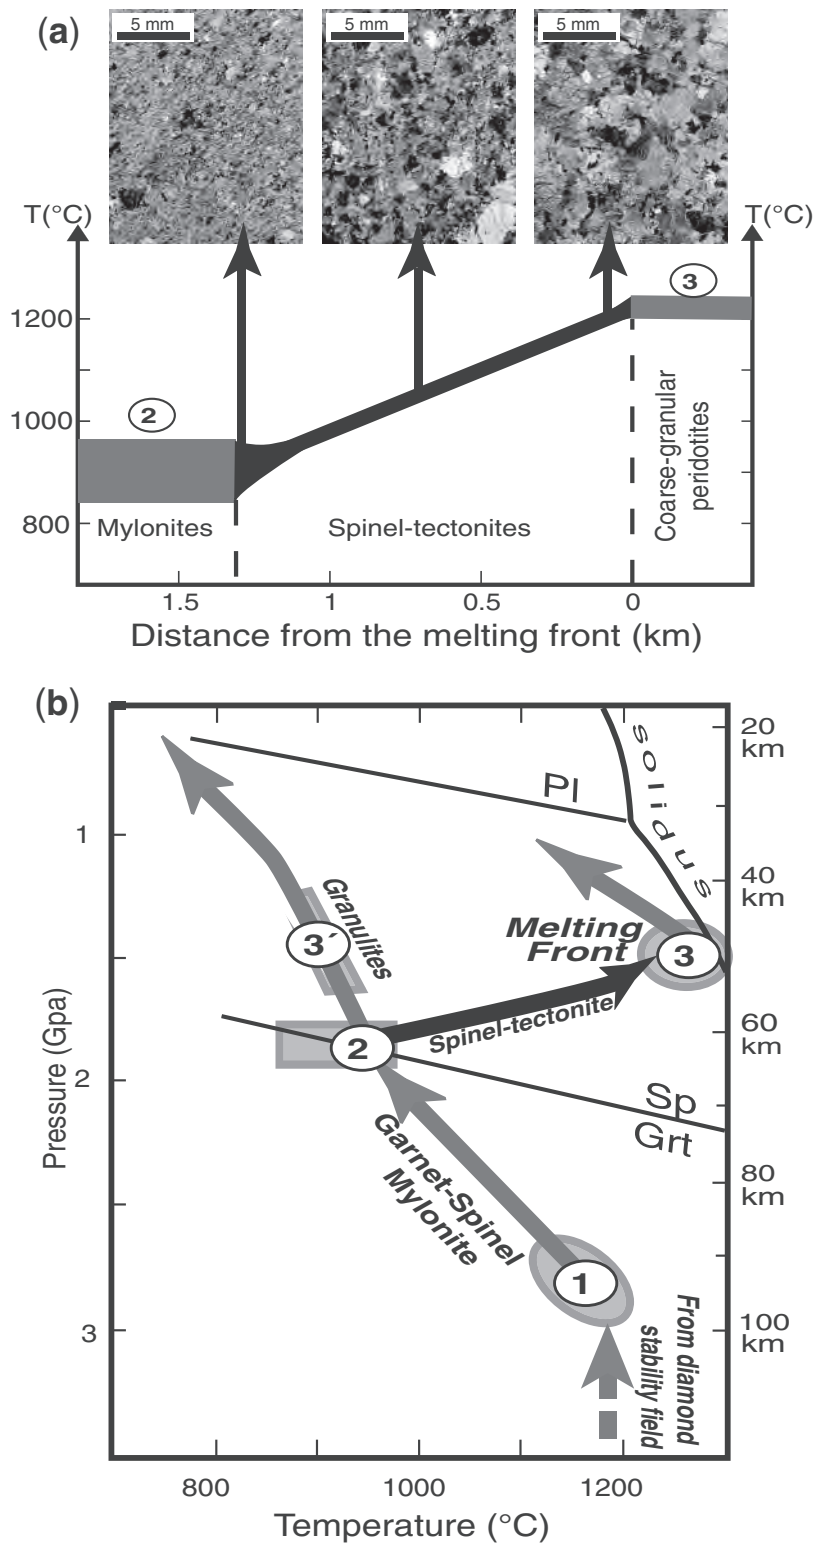 (a)
5 mm
5 mm
5 mm
T(°C)
T(°C)
1200
1000
800
2
3
Mylonites
Spinel-tectonites
Coarse-granular
peridotites
1.5
1
0.5
0
Distance from the melting front (km)
(b)
Pressure (Gpa)
1
2
3
20
km
40
km
60
km
80
km
100
km
solidus
Pl
Granulites
3´
Melting
Front
3
2
Spinel-tectonite
Sp
Grt
Garnet-Spinel
Mylonite
1
From diamond
stability field
800
1000
1200
Temperature (°C)